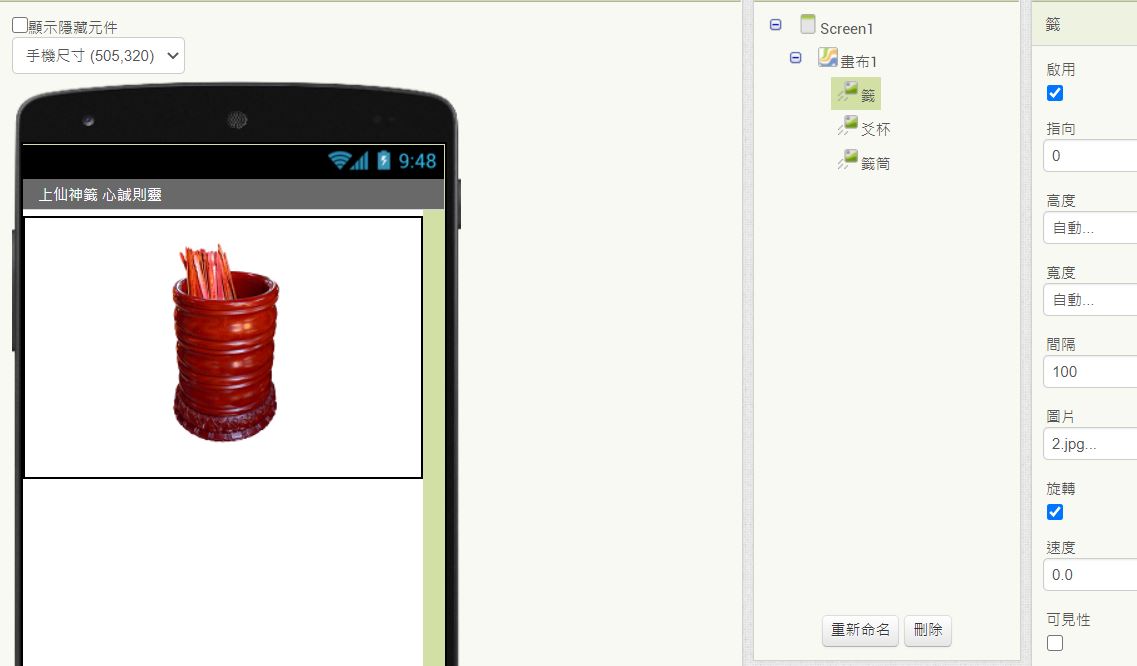 顯示隱藏元件
手機尺寸 (505,320)
9:48
上仙神籤 心誠則靈
Screen1
畫布1
籤
爻杯
籤筒
重新命名
刪除
籤
啟用
指向
0
高度
自動...
寬度
自動...
間隔
100
圖片
2.jpg...
旋轉
速度
0.0
可見性